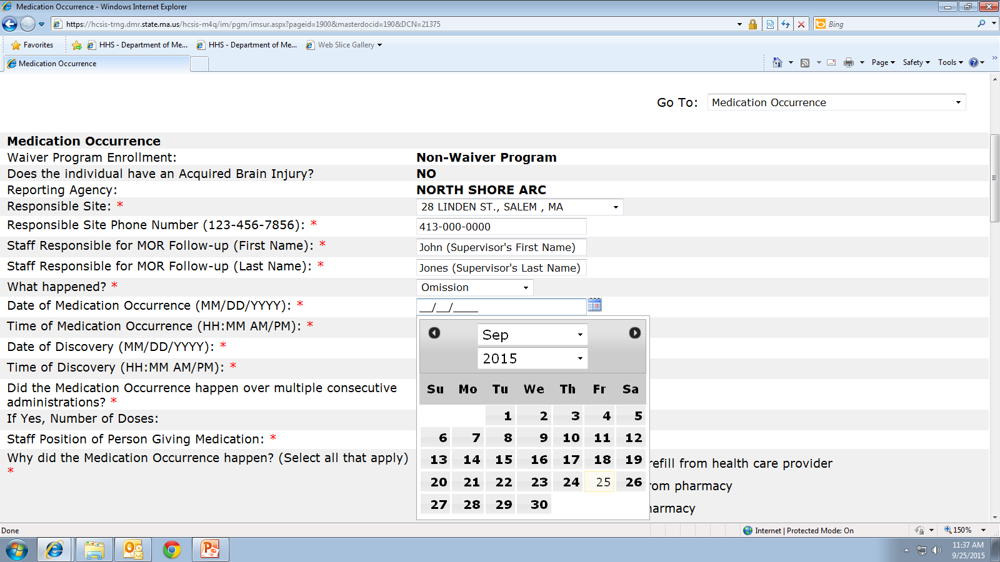 Medication Occurrence - Windows Internet Explorer
https://hcsis-trng.dmr.state.ma.us/hcsis-m4q/im/pgm/imsur.aspx?pageid=1900&masterdocid=190&DCN=21375
Bing
Favorites HHS - Department of Me... HHS - Department of Me... Web Slice Gallery
Medication Occurrence
Page Safety Tools
Go To: Medication Occurrence
Medication Occurrence
Waiver Program Enrollment: Non-Waiver Program
Does the individual have an Acquired Brain Injury? NO
Reporting Agency: NORTH SHORE ARC
Responsible Site: * 28 LINDEN ST., SALEM , MA
Responsible Site Phone Number (123-456-7856): * 413-000-0000
Staff Responsible for MOR Follow-up (First Name): * John (Supervisor's First Name)
Staff Responsible for MOR Follow-up (Last Name): * Jones (Supervisor's Last Name)
What happened? * Omission
Date of Medication Occurrence (MM/DD/YYYY): * __/__/____
Time of Medication Occurrence (HH:MM AM/PM): *
Date of Discovery (MM/DD/YYYY): *
Time of Discovery (HH:MM AM/PM): *
Did the Medication Occurrence happen over multiple consecutive
administrations? *
If Yes, Number of Doses:
Staff Position of Person Giving Medication: *
Why did the Medication Occurrence happen? (Select all that apply)
*
Sep
2015
Su Mo Tu We Th Fr Sa
1 2 3 4 5
6 7 8 9 10 11 12
13 14 15 16 17 18 19
20 21 22 23 24 25 26
27 28 29 30
refill from health care provider
rom pharmacy
armacy
Done Internet | Protected Mode: On 150%
11:37 AM
9/25/2015